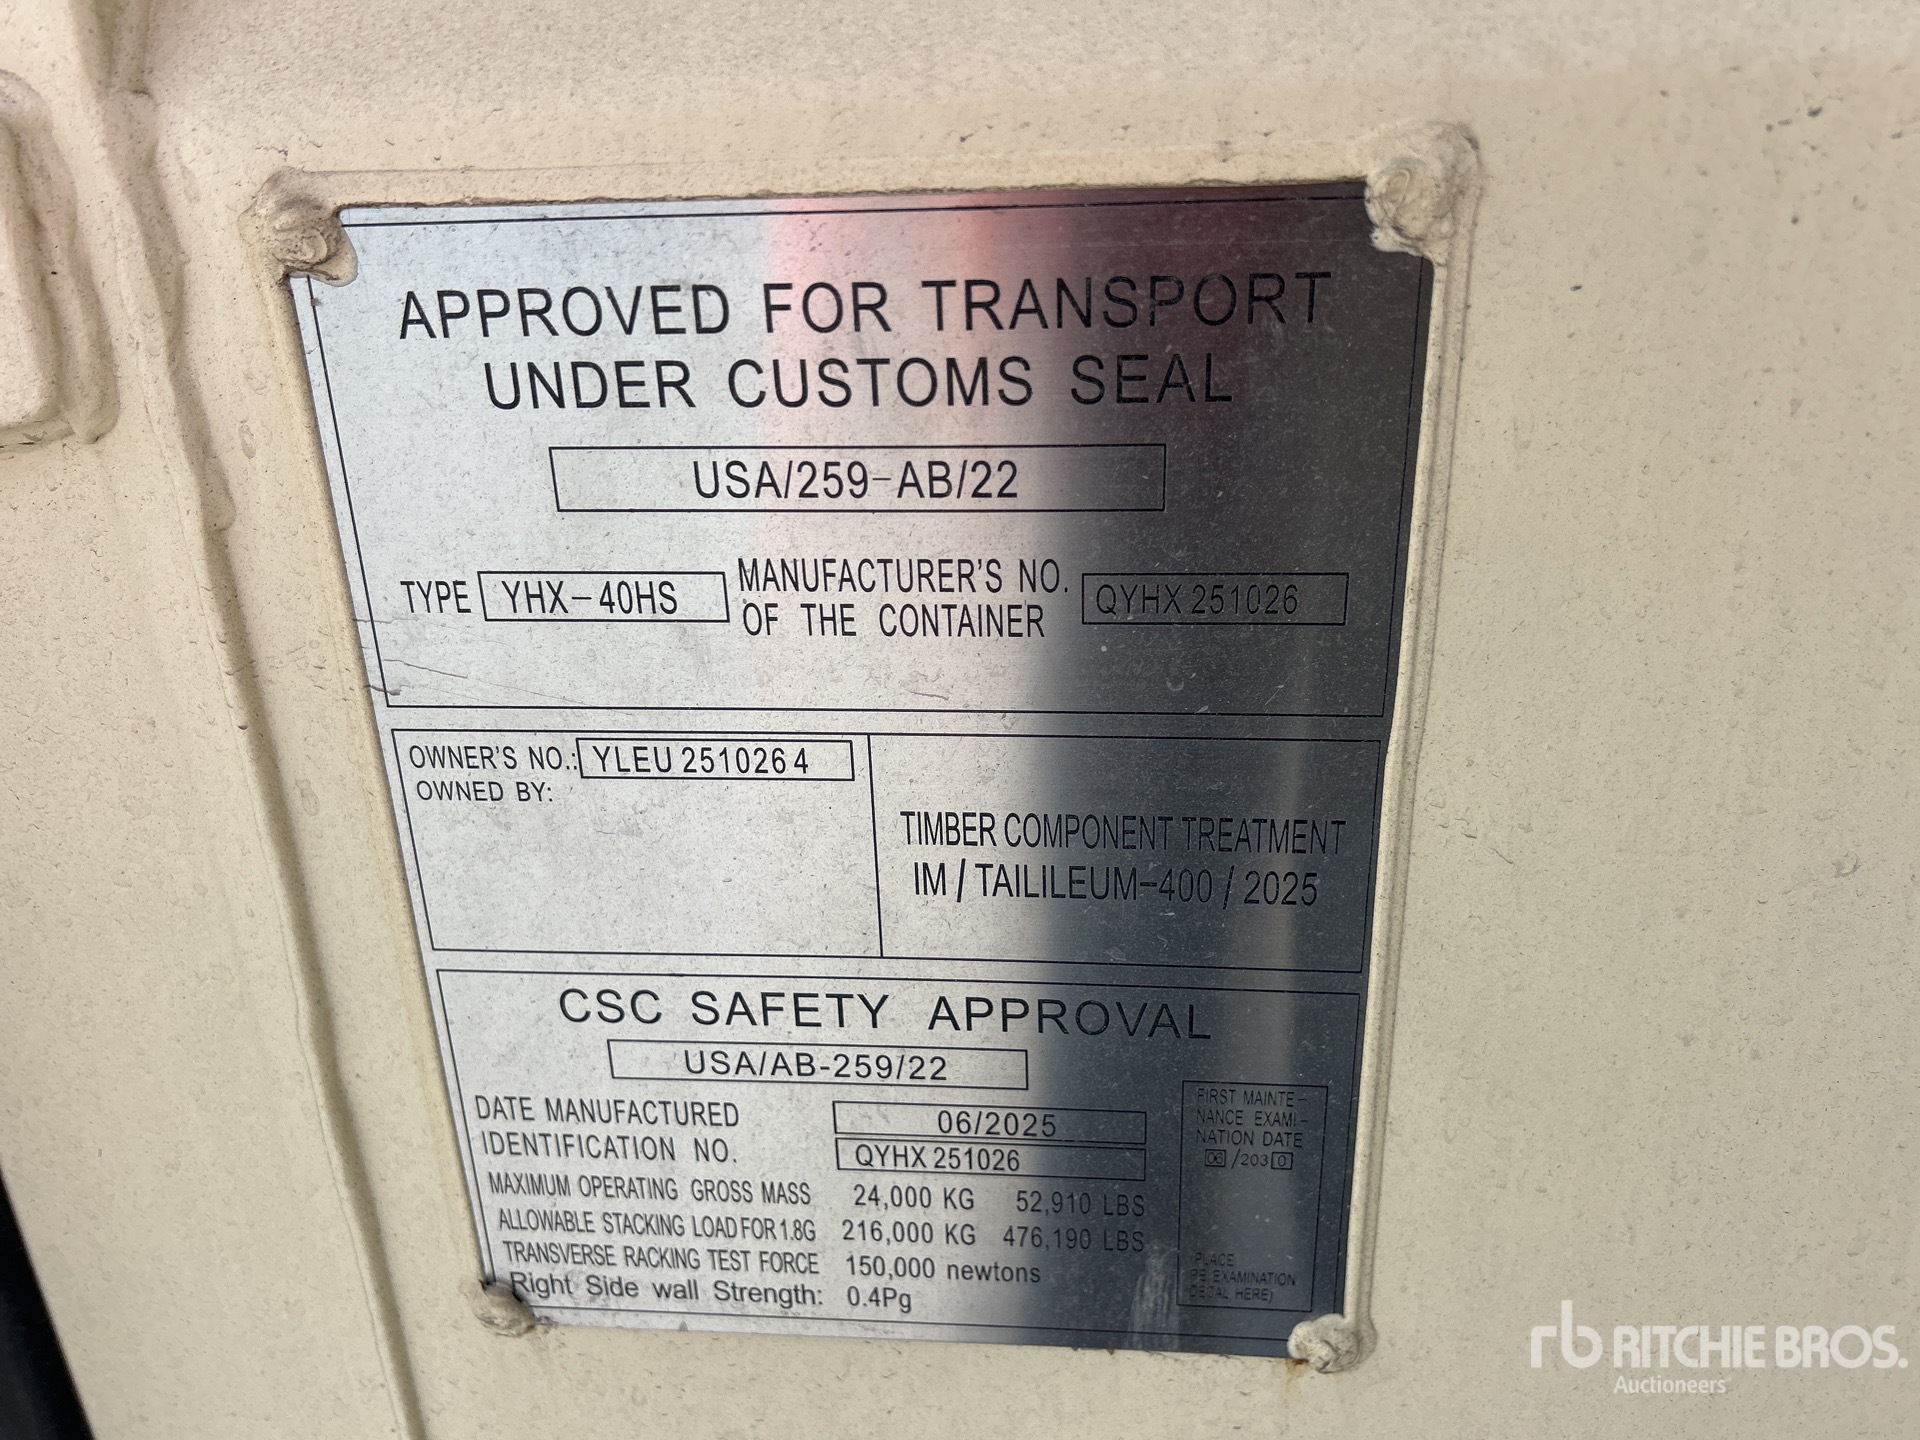 APPROVED FOR TRANSPORT
UNDER CUSTOMS SEAL
USA/259-AB/22
TYPE YHX-40HS MANUFACTURER'S NO. OF THE CONTAINER QYHX 251026
OWNER'S NO.: YLEU 251026 4
OWNED BY:
TIMBER COMPONENT TREATMENT
IM / TAILILEUM-400 / 2025
CSC SAFETY APPROVAL
USA/AB-259/22
DATE MANUFACTURED 06/2025
IDENTIFICATION NO. QYHX 251026
MAXIMUM OPERATING GROSS MASS 24,000 KG 52,910 LBS
ALLOWABLE STACKING LOAD FOR 1.8G 216,000 KG 476,190 LBS
TRANSVERSE RACKING TEST FORCE 150,000 newtons
Right Side wall Strength: 0.4Pg
FIRST MAINTE-
NANCE EXAMI-
NATION DATE
06 /203 0
(PLACE
RE EXAMINATION
DECAL HERE)
rb RITCHIE BROS.
Auctioneers